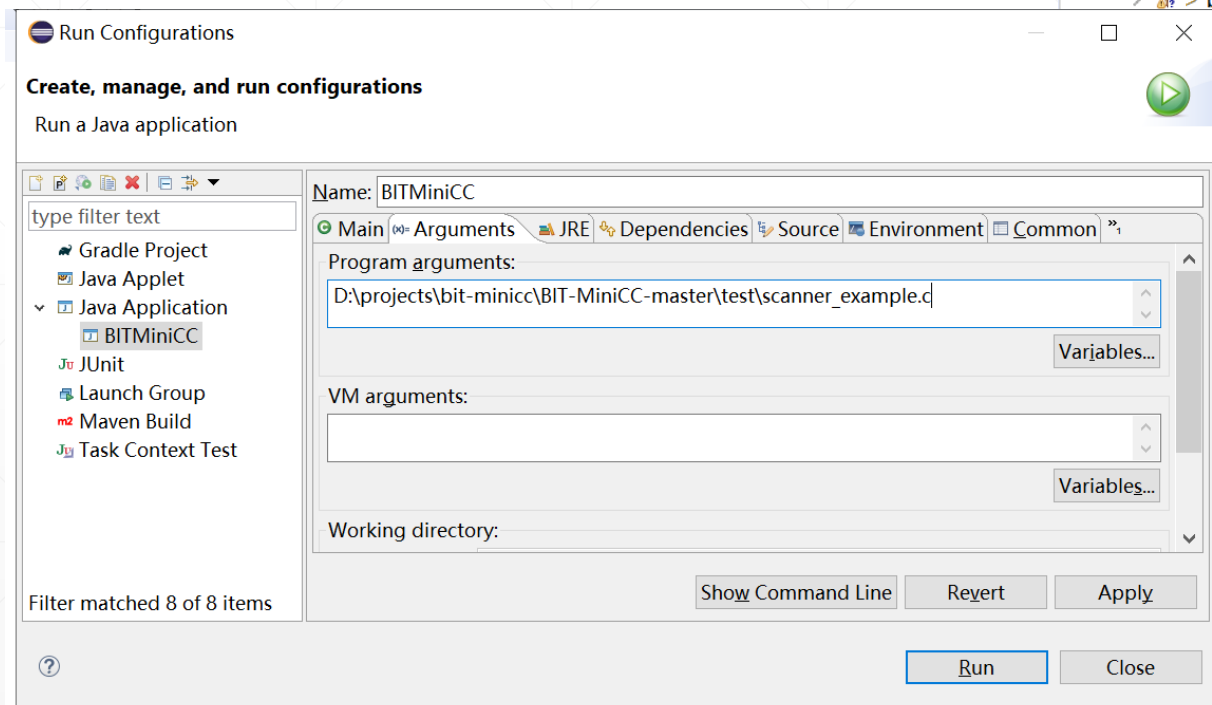 Run Configurations
Create, manage, and run configurations
Run a Java application
type filter text
Gradle Project
Java Applet
Java Application
BITMiniCC
JUnit
Launch Group
Maven Build
Task Context Test
Filter matched 8 of 8 items
Name: BITMiniCC
Main Arguments JRE Dependencies Source Environment Common »1
Program arguments:
D:\projects\bit-minicc\BIT-MiniCC-master\test\scanner_example.c
Variables...
VM arguments:
Variables...
Working directory:
Show Command Line Revert Apply
Run Close